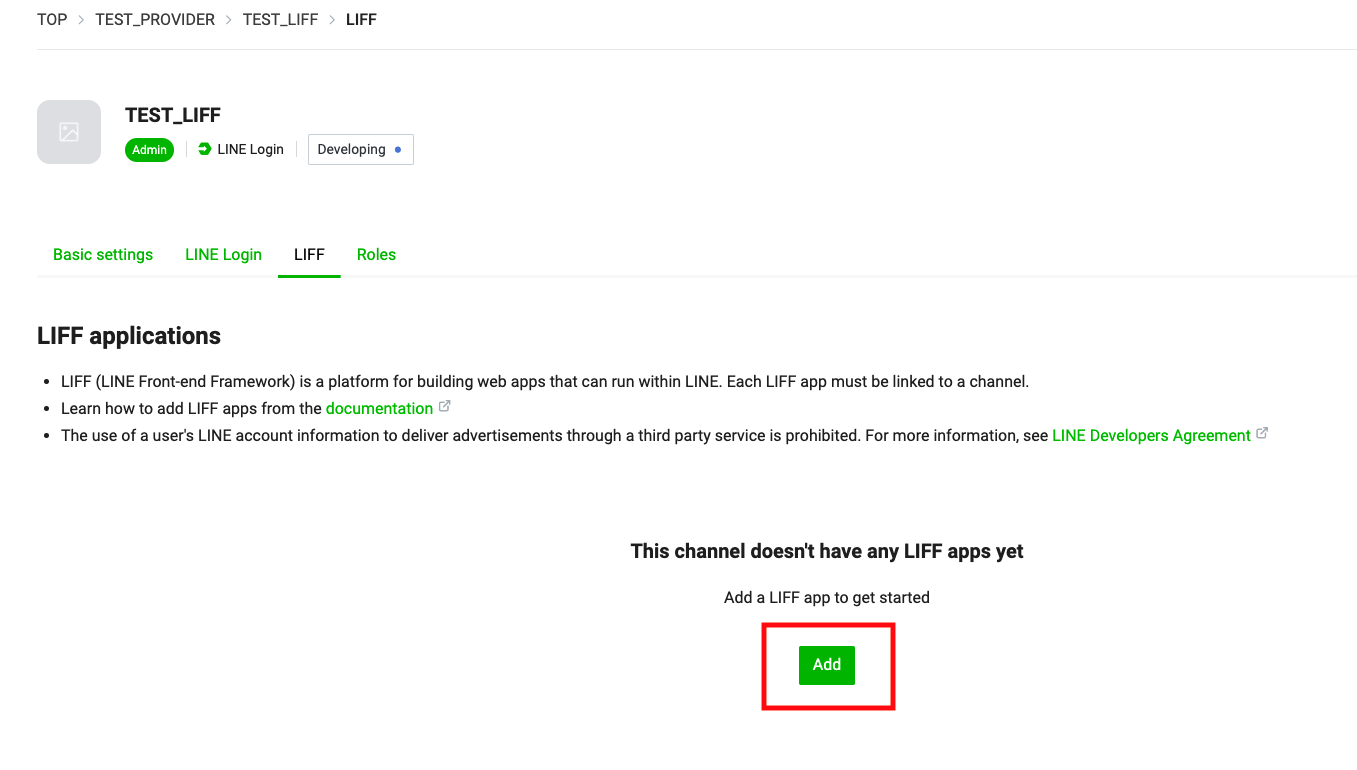 TOP > TEST_PROVIDER > TEST_LIFF > LIFF
TEST_LIFF
Admin LINE Login Developing
Basic settings LINE Login LIFF Roles
LIFF applications
• LIFF (LINE Front-end Framework) is a platform for building web apps that can run within LINE. Each LIFF app must be linked to a channel.
• Learn how to add LIFF apps from the documentation
• The use of a user's LINE account information to deliver advertisements through a third party service is prohibited. For more information, see LINE Developers Agreement
This channel doesn't have any LIFF apps yet
Add a LIFF app to get started
Add